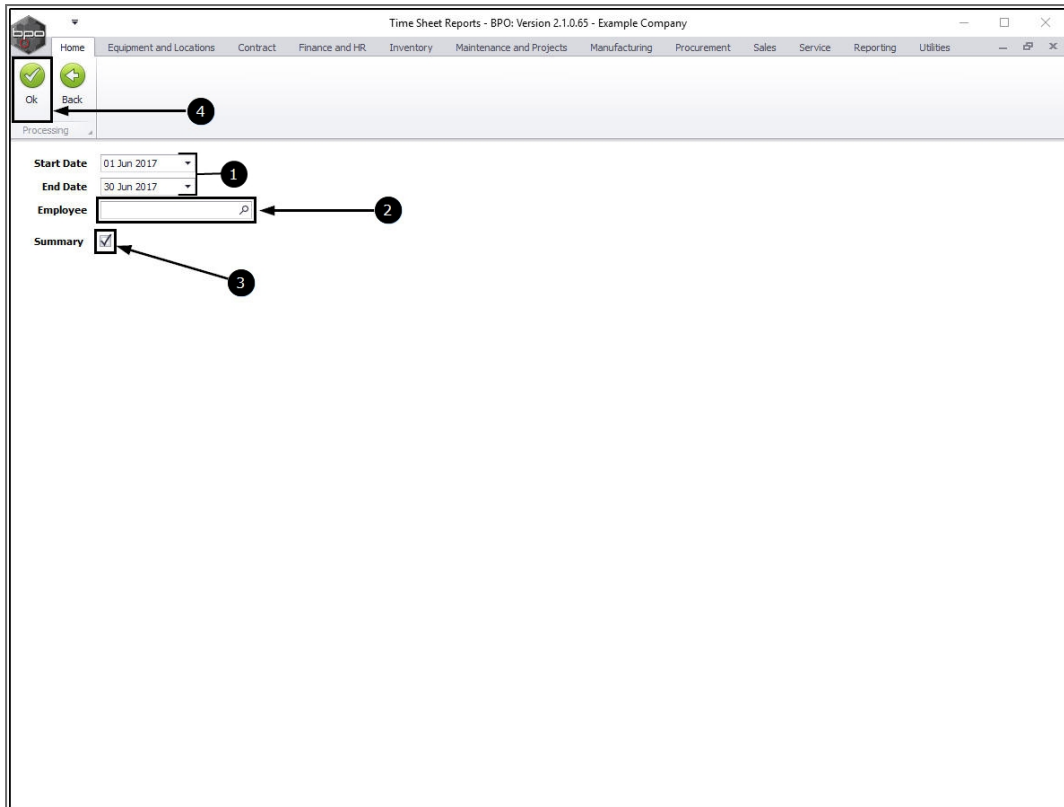 Time Sheet Reports - BPO: Version 2.1.0.65 - Example Company
bpo
Home Equipment and Locations Contract Finance and HR Inventory Maintenance and Projects Manufacturing Procurement Sales Service Reporting Utilities
Ok Back
4
Processing
Start Date 01 Jun 2017
1
End Date 30 Jun 2017
Employee
2
Summary
3